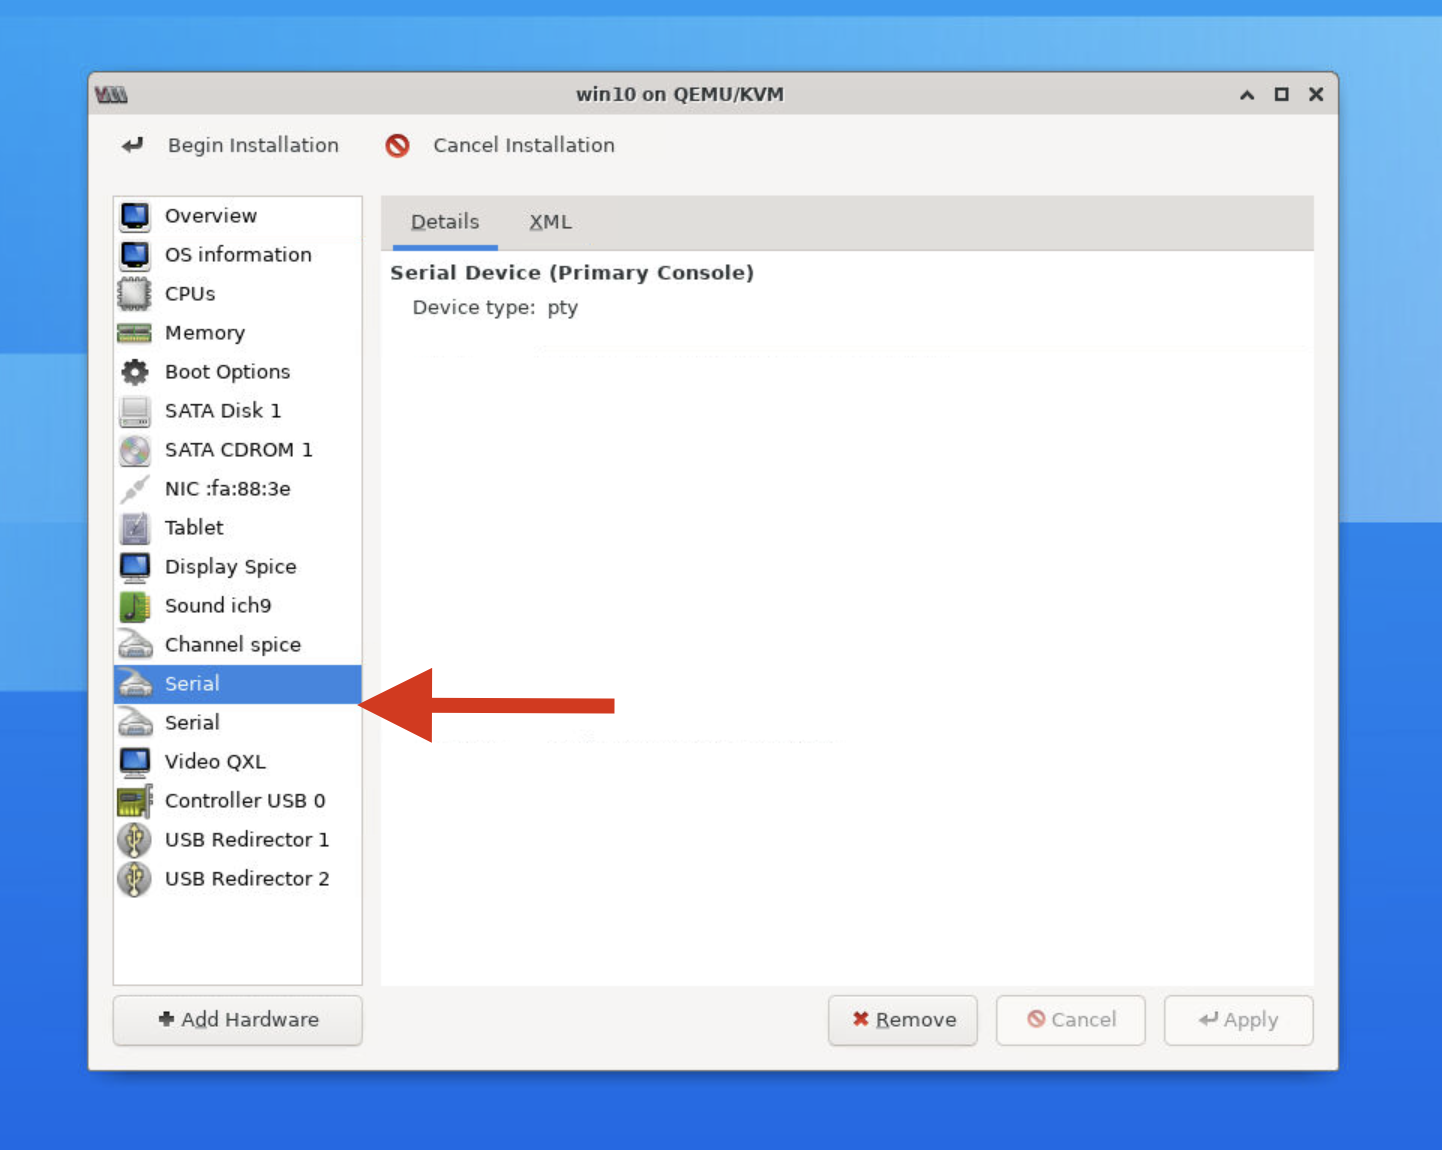 win10 on QEMU/KVM
Begin Installation
Cancel Installation
Overview
OS information
CPUs
Memory
Boot Options
SATA Disk 1
SATA CDROM 1
NIC :fa:88:3e
Tablet
Display Spice
Sound ich9
Channel spice
Serial
Serial
Video QXL
Controller USB 0
USB Redirector 1
USB Redirector 2
Add Hardware
Details XML
Serial Device (Primary Console)
Device type: pty
Remove
Cancel
Apply